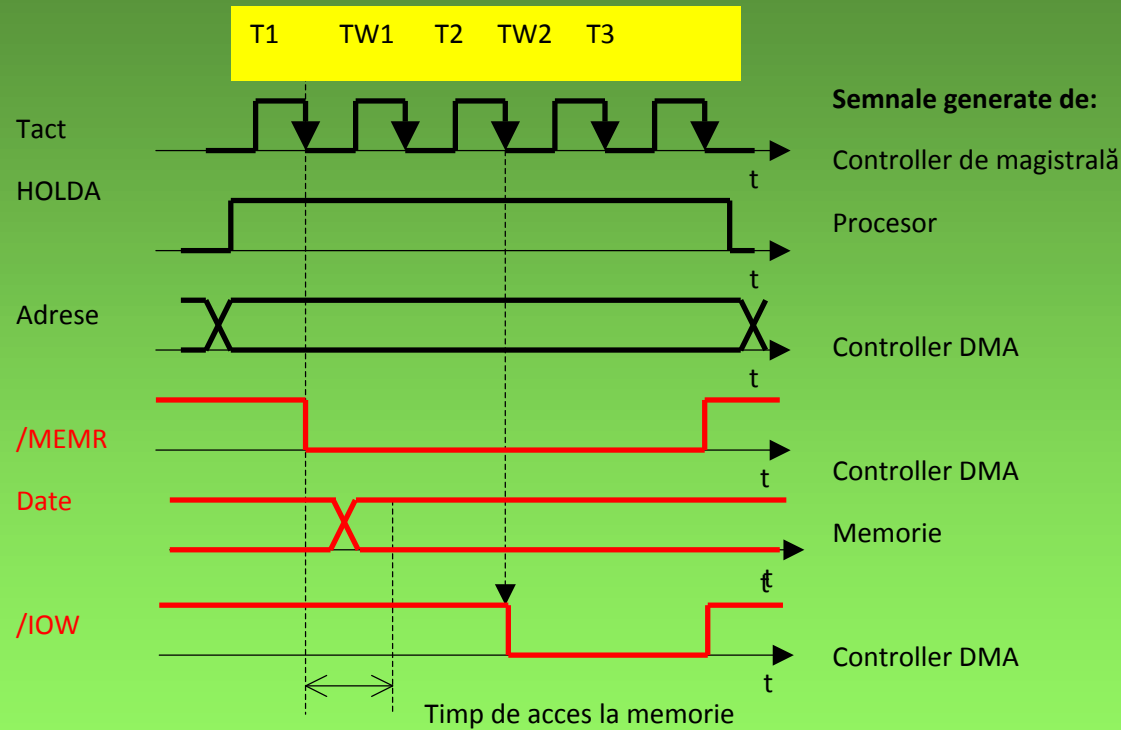 T1 TW1 T2 TW2 T3
Semnale generate de:
Tact
t
Controller de magistrală
HOLDA
t
Procesor
Adrese
t
Controller DMA
/MEMR
t
Controller DMA
Date
t
Memorie
/IOW
t
t
Controller DMA
Timp de acces la memorie